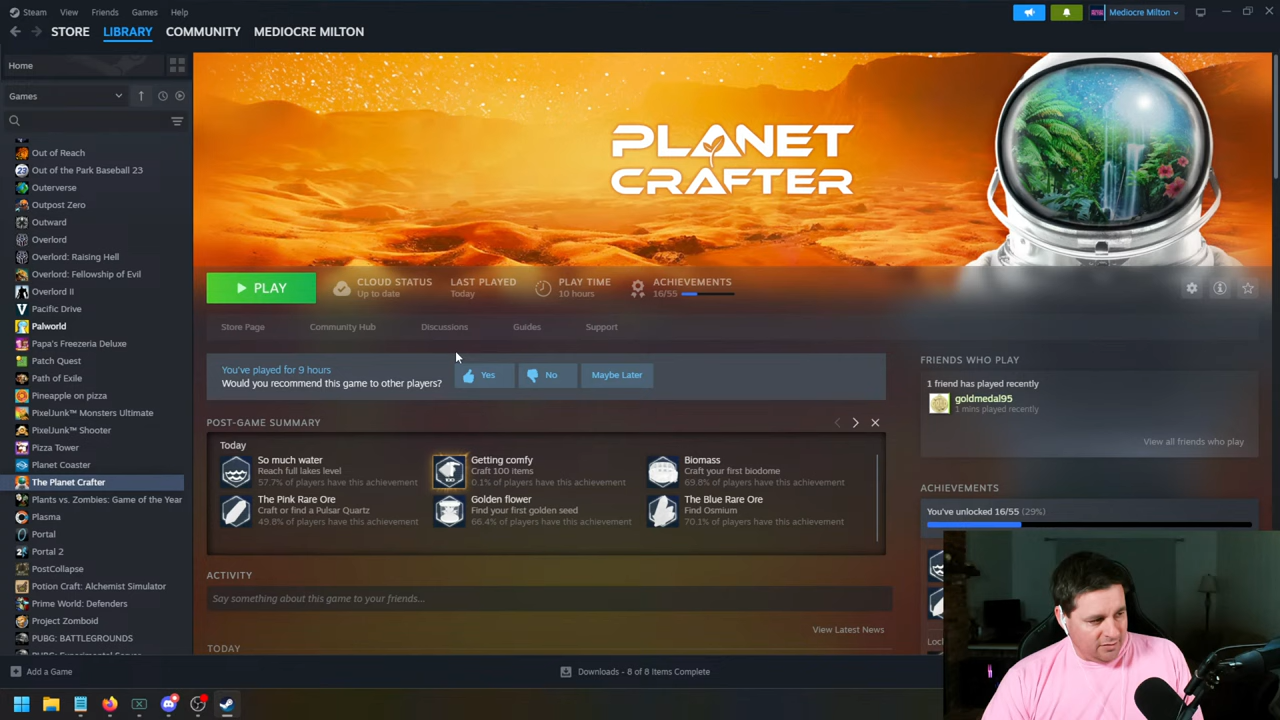 Steam View Friends Games Help
Mediocre Milton
STORE LIBRARY COMMUNITY MEDIOCRE MILTON
Home
Games
Out of Reach
Out of the Park Baseball 23
Outerverse
Outpost Zero
Outward
Overlord
Overlord: Raising Hell
Overlord: Fellowship of Evil
Overlord II
Pacific Drive
Palworld
Papa's Freezeria Deluxe
Patch Quest
Path of Exile
Pineapple on pizza
PixelJunk™ Monsters Ultimate
PixelJunk™ Shooter
Pizza Tower
Planet Coaster
The Planet Crafter
Plants vs. Zombies: Game of the Year
Plasma
Portal
Portal 2
PostCollapse
Potion Craft: Alchemist Simulator
Prime World: Defenders
Project Zomboid
PUBG: BATTLEGROUNDS
PLANET
CRAFTER
PLAY
CLOUD STATUS
Up to date
LAST PLAYED
Today
PLAY TIME
10 hours
ACHIEVEMENTS
16/55
Store Page Community Hub Discussions Guides Support
You've played for 9 hours
Would you recommend this game to other players?
Yes No Maybe Later
POST-GAME SUMMARY
Today
So much water
Reach full lakes level
57.7% of players have this achievement
Getting comfy
Craft 100 items
0.1% of players have this achievement
Biomass
Craft your first biodome
69.8% of players have this achievement
The Pink Rare Ore
Craft or find a Pulsar Quartz
49.8% of players have this achievement
Golden flower
Find your first golden seed
66.4% of players have this achievement
The Blue Rare Ore
Find Osmium
70.1% of players have this achievement
ACTIVITY
Say something about this game to your friends...
View Latest News
TODAY
FRIENDS WHO PLAY
1 friend has played recently
goldmedal95
1 mins played recently
View all friends who play
ACHIEVEMENTS
You've unlocked 16/55 (29%)
Add a Game
Downloads - 8 of 8 Items Complete